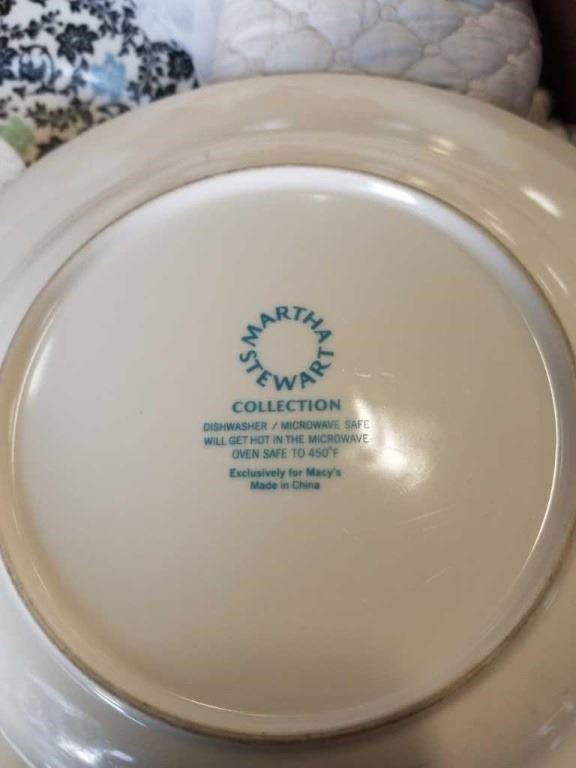 MARTHA
STEWART
COLLECTION
DISHWASHER / MICROWAVE SAFE
WILL GET HOT IN THE MICROWAVE
OVEN SAFE TO 450°F
Exclusively for Macy's
Made in China